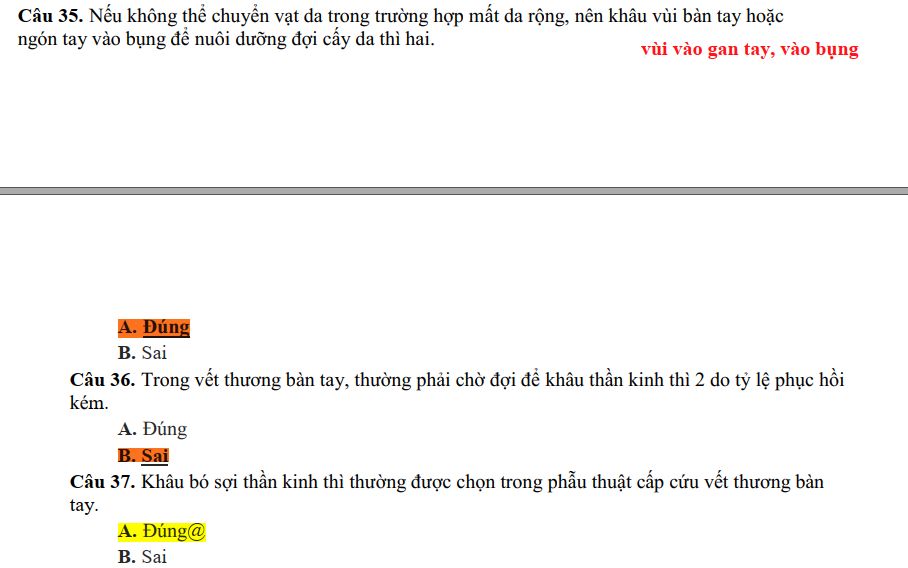 Câu 35. Nếu không thể chuyển vạt da trong trường hợp mất da rộng, nên khâu vùi bàn tay hoặc
ngón tay vào bụng để nuôi dưỡng đợi cấy da thì hai.
vùi vào gan tay, vào bụng
A. Đúng
B. Sai
Câu 36. Trong vết thương bàn tay, thường phải chờ đợi để khâu thần kinh thì 2 do tỷ lệ phục hồi
kém.
A. Đúng
B. Sai
Câu 37. Khâu bó sợi thần kinh thì thường được chọn trong phẫu thuật cấp cứu vết thương bàn
tay.
A. Đúng@
B. Sai